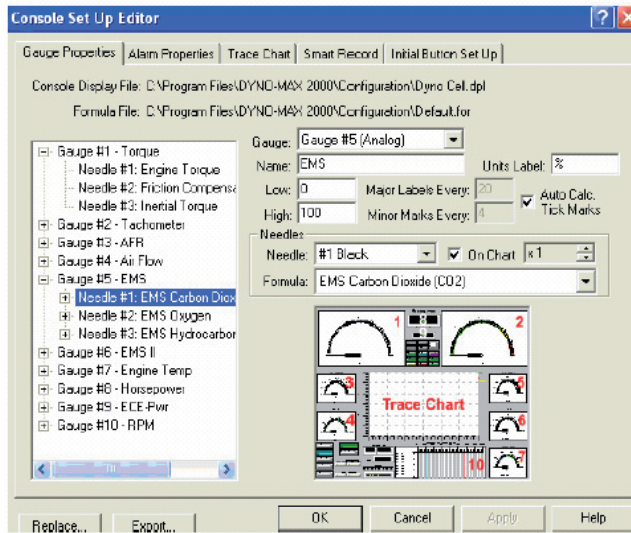 Console Set Up Editor
Gauge Properties Alarm Properties Trace Chart Smart Record Initial Button Set Up
Console Display File: C:\Program Files\DYNO-MAX 2000\Configuration\Dyno Cel.dpl
Formula File: C:\Program Files\DYNO-MAX 2000\Configuration\Default.for
Gauge #1 - Torque
Needle #1: Engine Torque
Needle #2: Friction Compensa
Needle #3: Inertial Torque
Gauge #2 - Tachometer
Gauge #3 - AFR
Gauge #4 - Air Flow
Gauge #5 - EMS
Needle #1: EMS Carbon Diox
Needle #2: EMS Oxygen
Needle #3: EMS Hydrocarbor
Gauge #6 - EMS II
Gauge #7 - Engine Temp
Gauge #8 - Horsepower
Gauge #9 - ECE-Pwr
Gauge #10 - RPM
Gauge: Gauge #5 (Analog)
Name: EMS Units Label: %
Low: 0 Major Labels Every: 20
High: 100 Minor Marks Every: 4
Auto Calc. Tick Marks
Needles
Needle: #1 Black On Chart x1
Formula: EMS Carbon Dioxide (CO2)
1 2
3 5
Trace Chart
4 6
10 7
Replace... Export... OK Cancel Apply Help